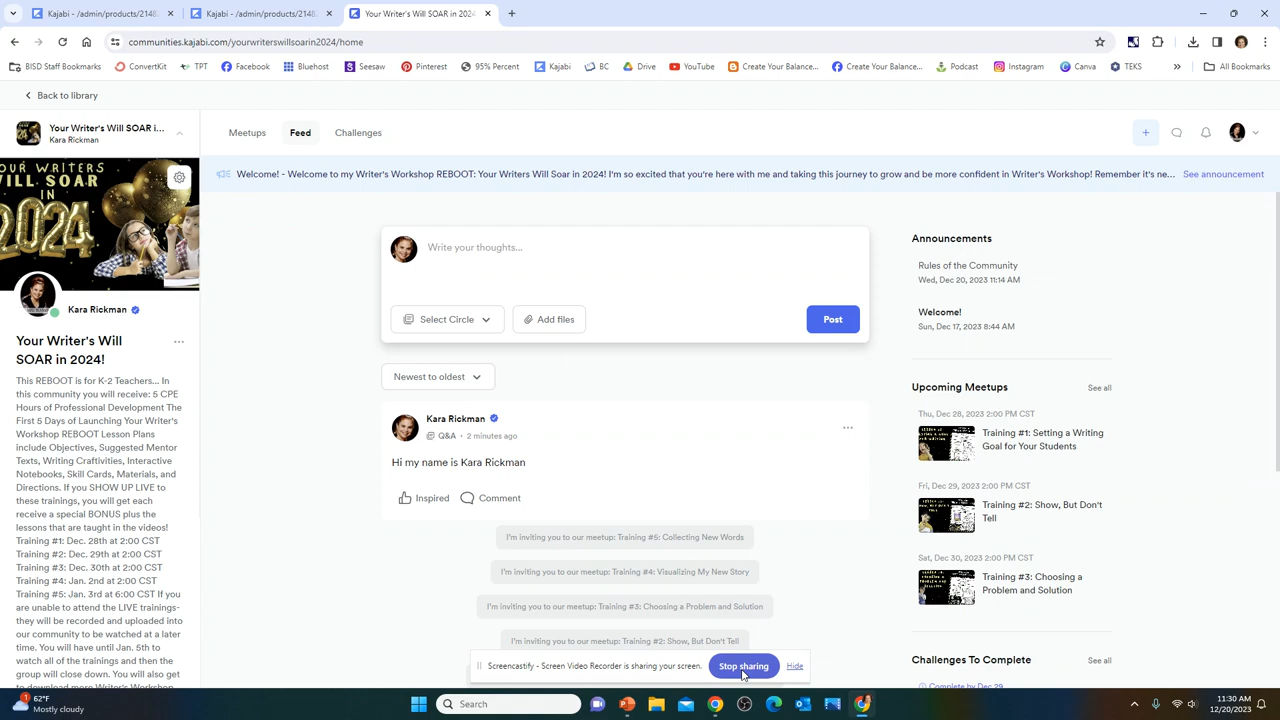 Kajabi - /admin/products/2148
Kajabi - /admin/products/2148
Your Writer's Will SOAR in 2024
communities.kajabi.com/yourwriterswillsoarin2024/home
BISD Staff Bookmarks
ConvertKit
TPT
Facebook
Bluehost
Seesaw
Pinterest
95% Percent
Kajabi
BC
Drive
YouTube
Create Your Balance...
Create Your Balance...
Podcast
Instagram
Canva
TEKS
All Bookmarks
Back to library
Your Writer's Will SOAR i...
Kara Rickman
Meetups
Feed
Challenges
Welcome! - Welcome to my Writer's Workshop REBOOT: Your Writers Will Soar in 2024! I'm so excited that you're here with me and taking this journey to grow and be more confident in Writer's Workshop! Remember it's ne...
See announcement
OUR WRITERS
WILL SOAR
IN
2024
Kara Rickman
Your Writer's Will
SOAR in 2024!
This REBOOT is for K-2 Teachers... In
this community you will receive: 5 CPE
Hours of Professional Development The
First 5 Days of Launching Your Writer's
Workshop REBOOT Lesson Plans
include Objectives, Suggested Mentor
Texts, Writing Craftivities, Interactive
Notebooks, Skill Cards, Materials, and
Directions. If you SHOW UP LIVE to
these trainings, you will get each
receive a special BONUS plus the
lessons that are taught in the videos!
Training #1: Dec. 28th at 2:00 CST
Training #2: Dec. 29th at 2:00 CST
Training #3: Dec. 30th at 2:00 CST
Training #4: Jan. 2nd at 2:00 CST
Training #5: Jan. 3rd at 6:00 CST If you
are unable to attend the LIVE trainings-
they will be recorded and uploaded into
our community to be watched at a later
time. You will have until Jan. 5th to
watch all of the trainings and then the
group will close down. You will also get
to download more Writer's Workshop
Write your thoughts...
Select Circle
Add files
Post
Newest to oldest
Kara Rickman
Q&A • 2 minutes ago
Hi my name is Kara Rickman
Inspired
Comment
I'm inviting you to our meetup: Training #5: Collecting New Words
I'm inviting you to our meetup: Training #4: Visualizing My New Story
I'm inviting you to our meetup: Training #3: Choosing a Problem and Solution
I'm inviting you to our meetup: Training #2: Show, But Don't Tell
Announcements
Rules of the Community
Wed, Dec 20, 2023 11:14 AM
Welcome!
Sun, Dec 17, 2023 8:44 AM
Upcoming Meetups
See all
Thu, Dec 28, 2023 2:00 PM CST
Training #1: Setting a Writing
Goal for Your Students
Fri, Dec 29, 2023 2:00 PM CST
Training #2: Show, But Don't
Tell
Sat, Dec 30, 2023 2:00 PM CST
Training #3: Choosing a
Problem and Solution
Challenges To Complete
See all
Complete by Dec 29
Screencastify - Screen Video Recorder is sharing your screen.
Stop sharing
Hide
1
62°F
Mostly cloudy
Search
11:30 AM
12/20/2023